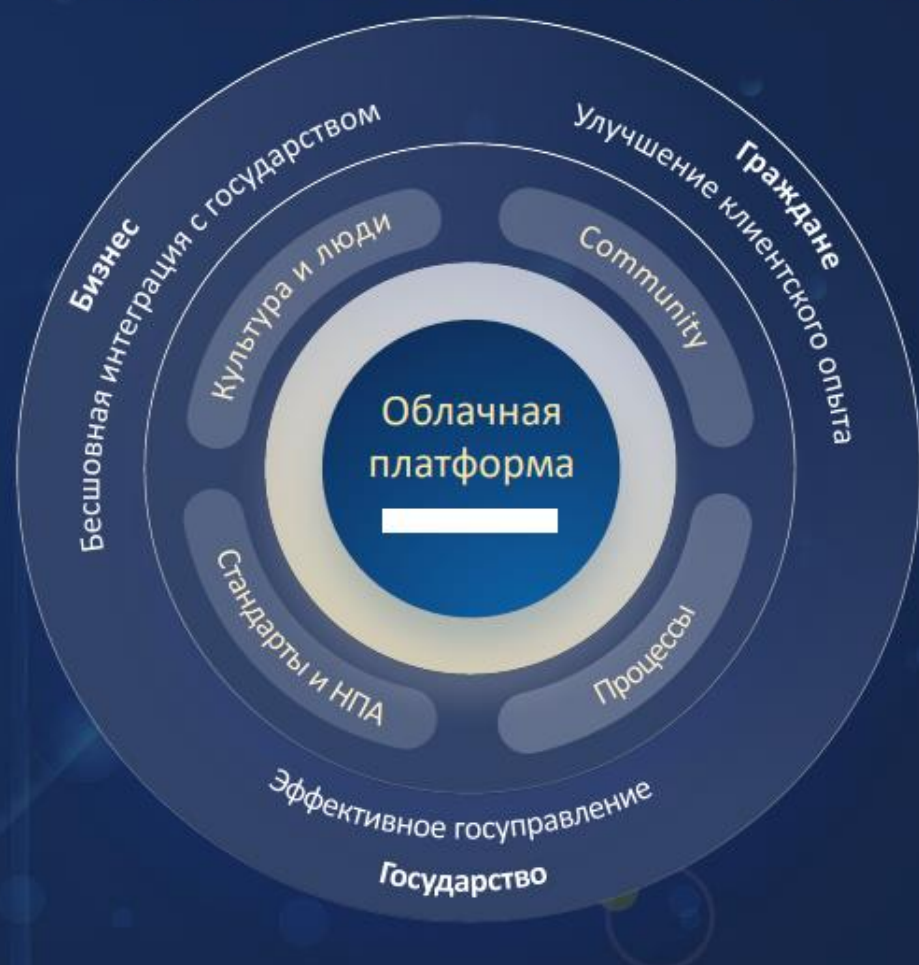 Бизнес
Бесшовная интеграция с государством
Граждане
Улучшение клиентского опыта
Культура и люди
Community
Облачная
платформа
Стандарты и НПА
Процессы
Эффективное госуправление
Государство